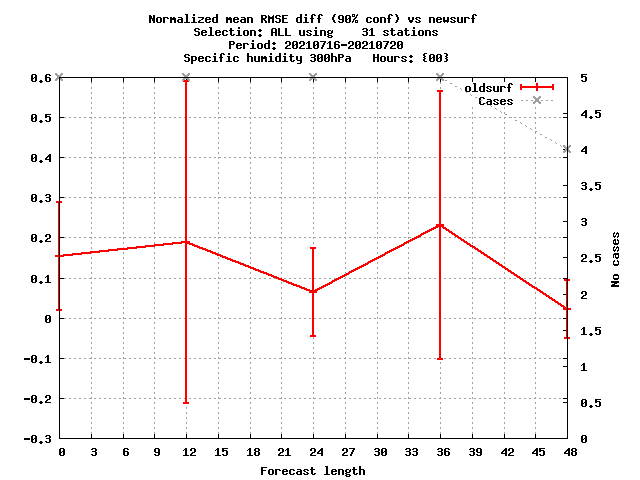 Normalized mean RMSE diff (90% conf) vs newsurf
Selection: ALL using    31 stations
Period: 20210716-20210720
Specific humidity 300hPa   Hours: {00}
oldsurf
Cases
0.6
0.5
0.4
0.3
0.2
0.1
0
-0.1
-0.2
-0.3
5
4.5
4
3.5
3
2.5
2
1.5
1
0.5
0
No cases
0 3 6 9 12 15 18 21 24 27 30 33 36 39 42 45 48
Forecast length